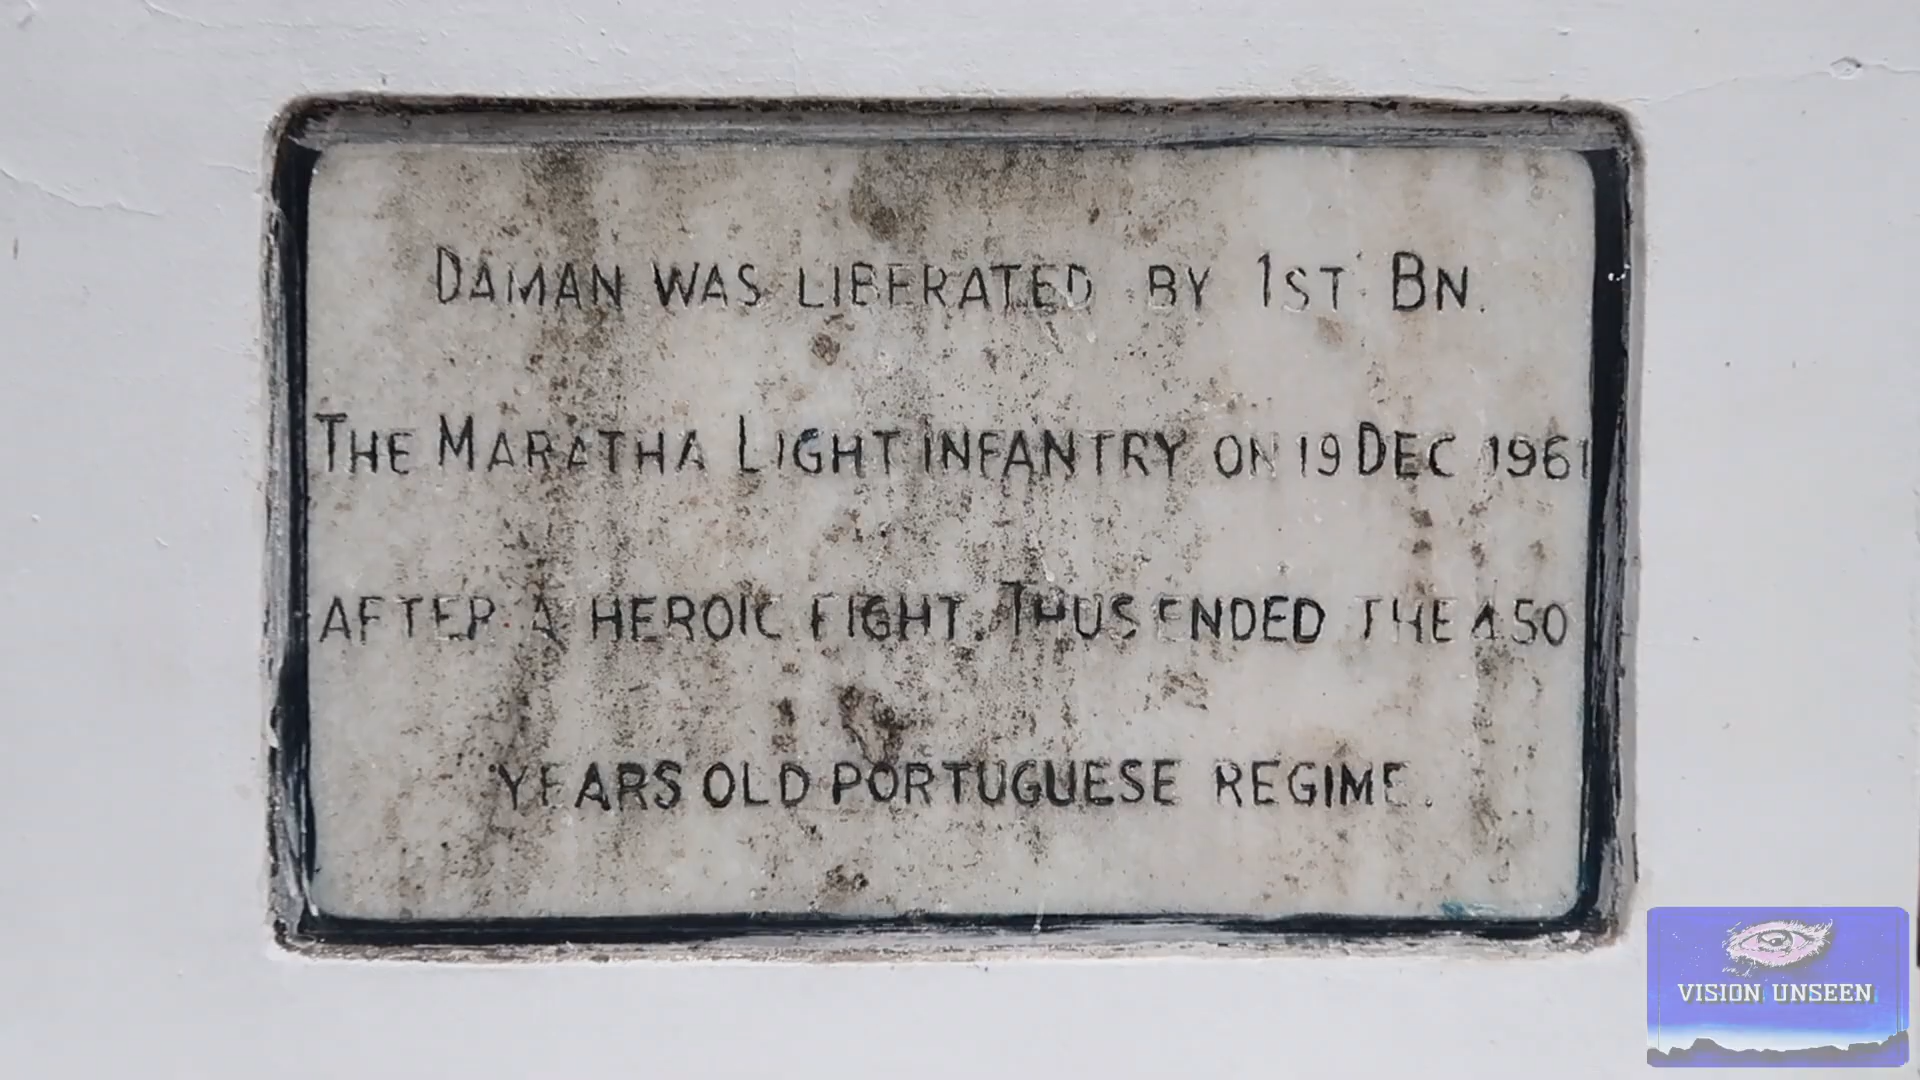 DAMAN WAS LIBERATED BY 1ST BN.
THE MARATHA LIGHT INFANTRY ON 19 DEC 1961
AFTER A HEROIC FIGHT. THUS ENDED THE 450
YEARS OLD PORTUGUESE REGIME.
VISION UNSEEN